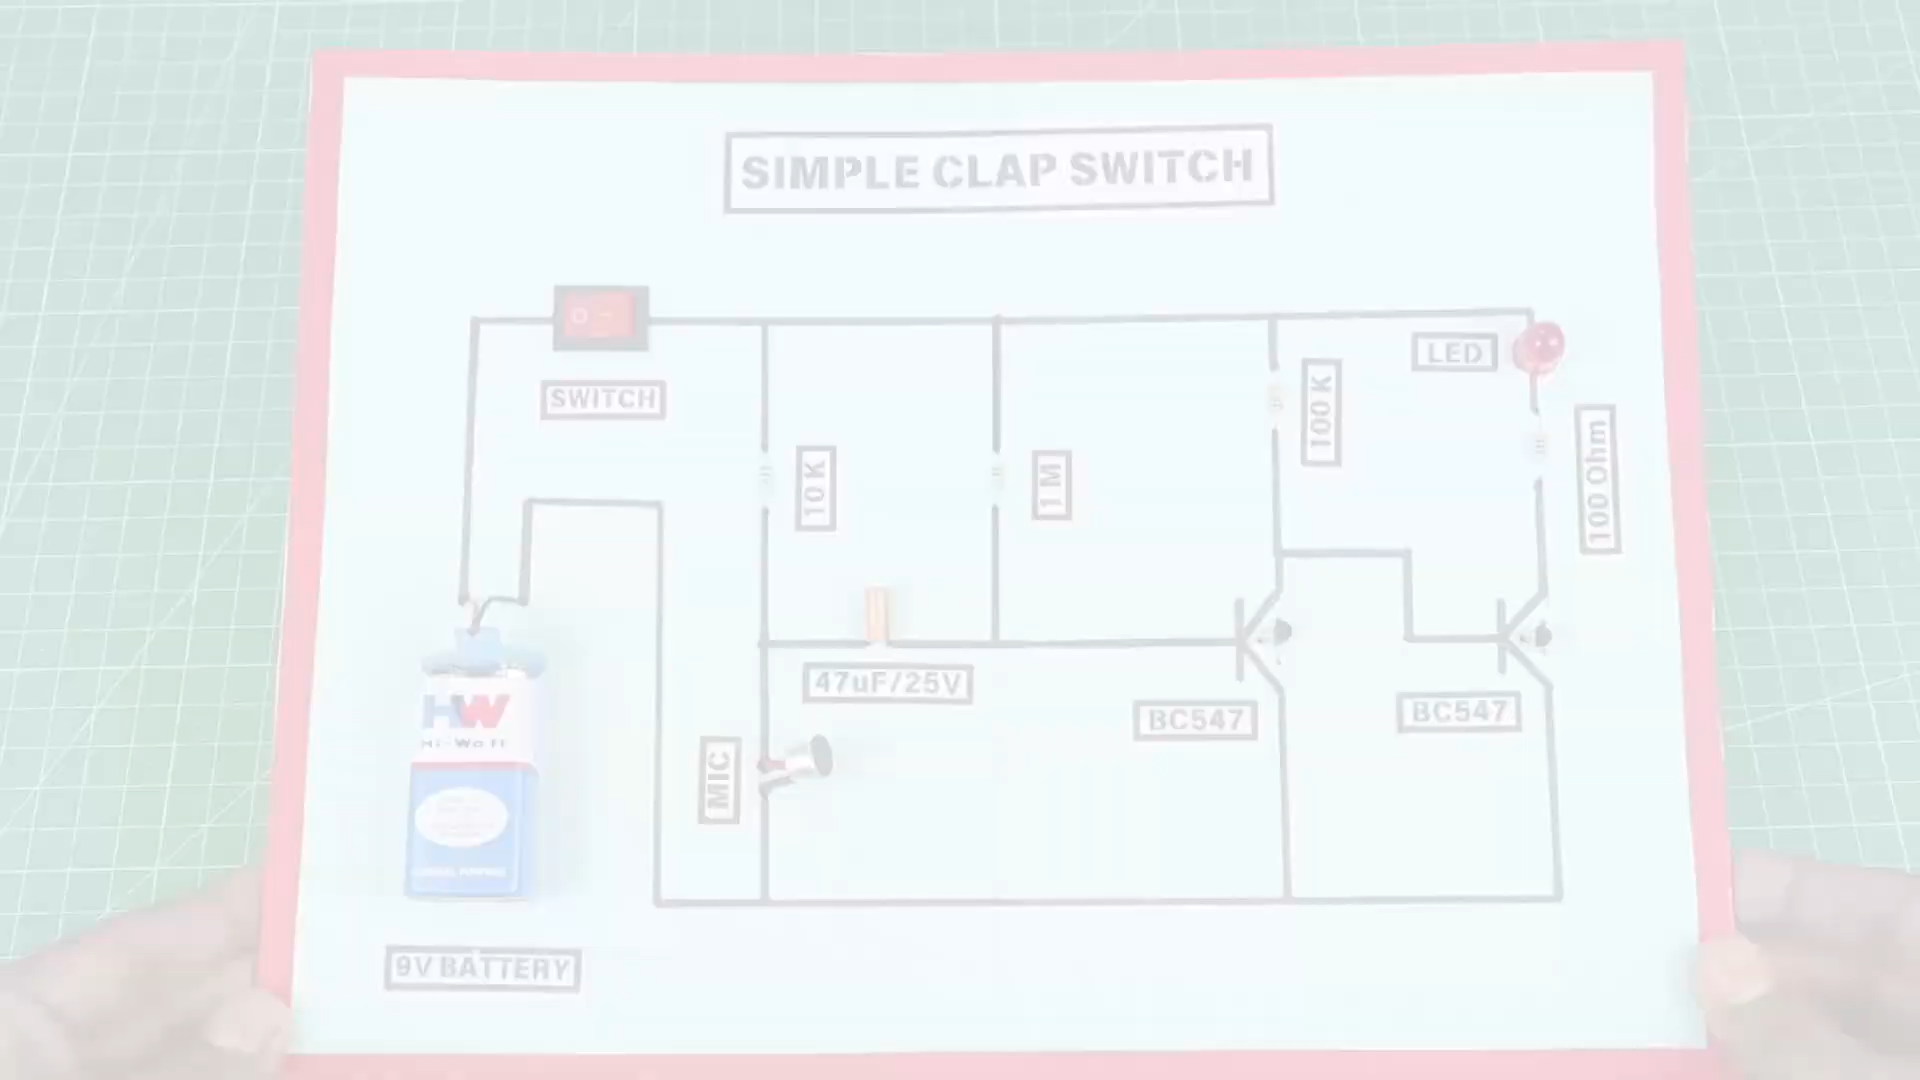 SIMPLE CLAP SWITCH
SWITCH
LED
100 K
100 Ohm
10 K
1 M
47uF/25V
BC547
BC547
MIC
HW
Hi-Watt
9V BATTERY